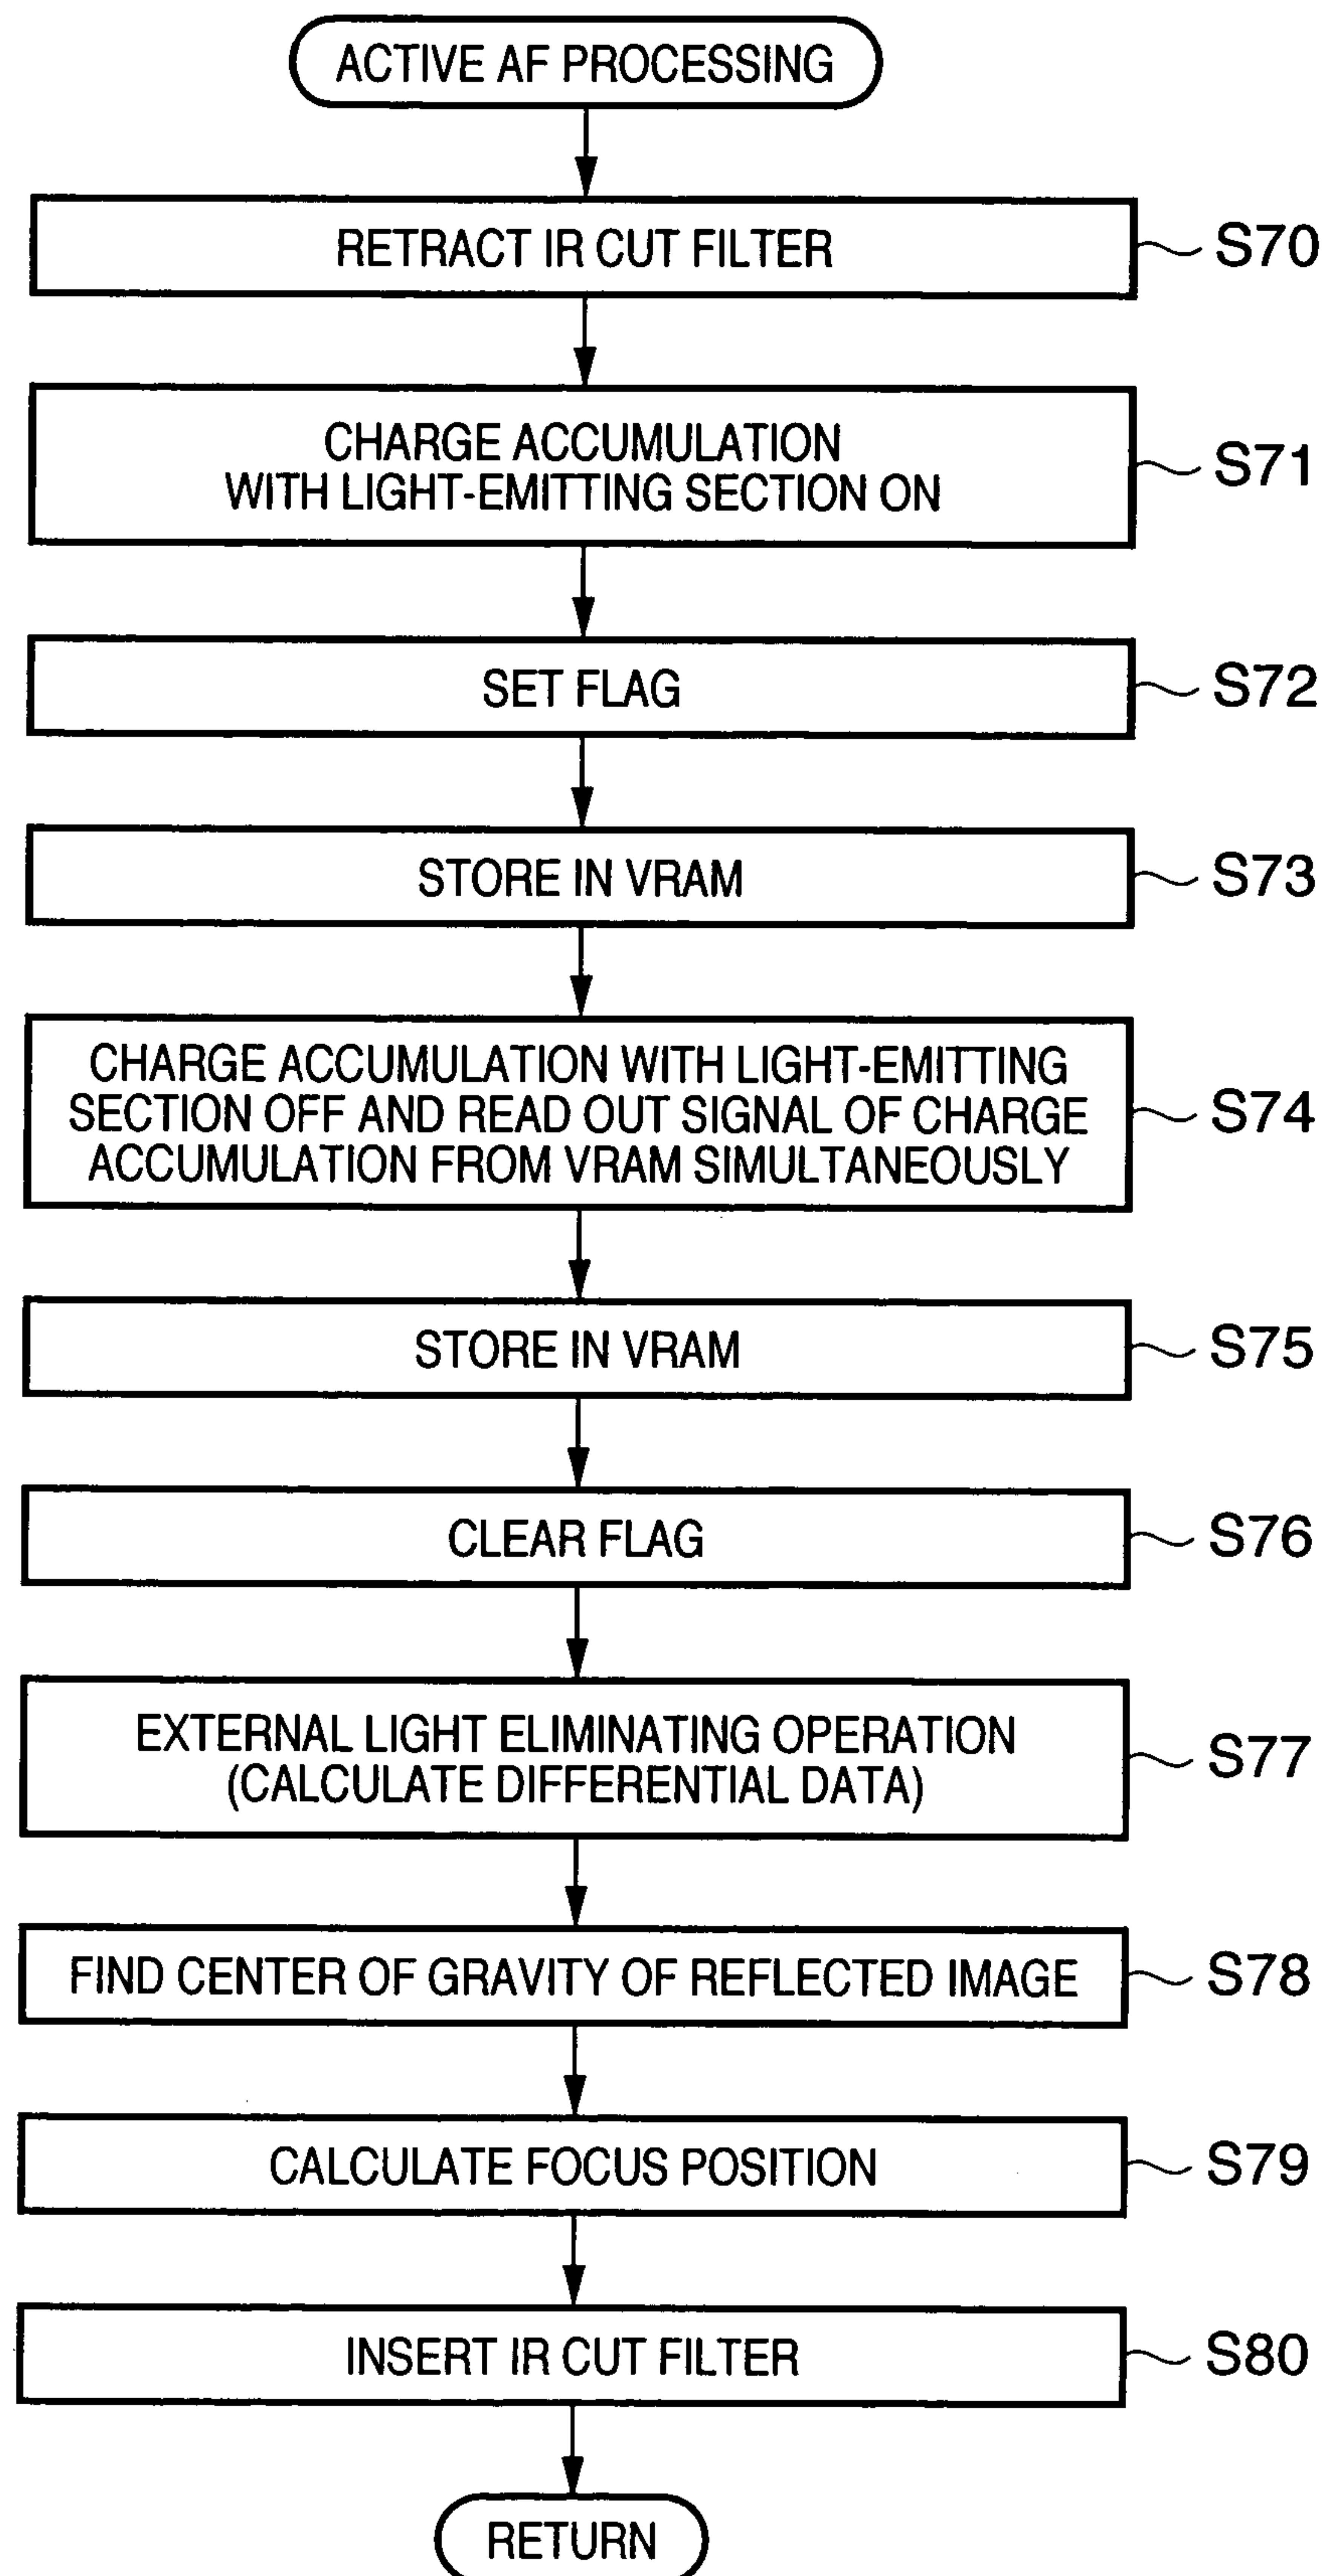 ACTIVE AF PROCESSING
RETRACT IR CUT FILTER
S70
CHARGE ACCUMULATION
WITH LIGHT-EMITTING SECTION ON
S71
SET FLAG
S72
STORE IN VRAM
S73
CHARGE ACCUMULATION WITH LIGHT-EMITTING
SECTION OFF AND READ OUT SIGNAL OF CHARGE
ACCUMULATION FROM VRAM SIMULTANEOUSLY
S74
STORE IN VRAM
S75
CLEAR FLAG
S76
EXTERNAL LIGHT ELIMINATING OPERATION
(CALCULATE DIFFERENTIAL DATA)
S77
FIND CENTER OF GRAVITY OF REFLECTED IMAGE
S78
CALCULATE FOCUS POSITION
S79
INSERT IR CUT FILTER
S80
RETURN